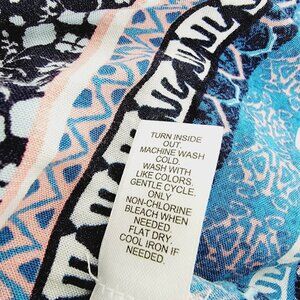 TURN INSIDE
OUT.
MACHINE WASH
COLD.
WASH WITH
LIKE COLORS.
GENTLE CYCLE.
ONLY
NON-CHLORINE
BLEACH WHEN
NEEDED
FLAT DRY.
COOL IRON IF
NEEDED.